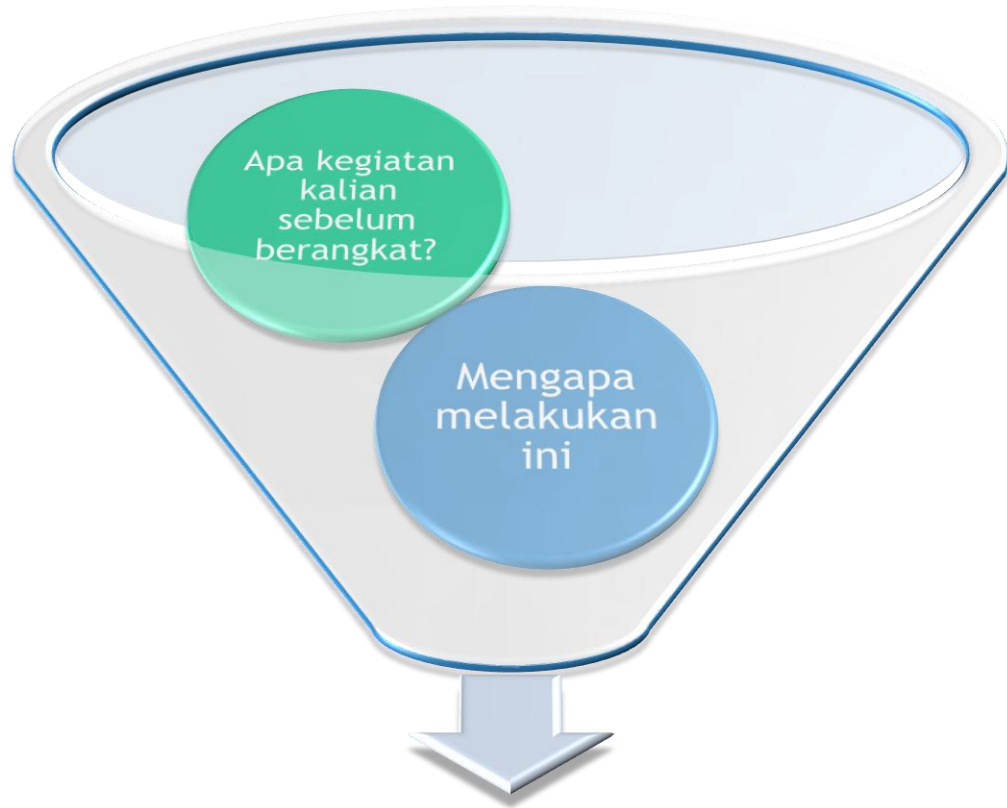 Apa kegiatan
kalian
sebelum
berangkat?
Mengapa
melakukan
ini